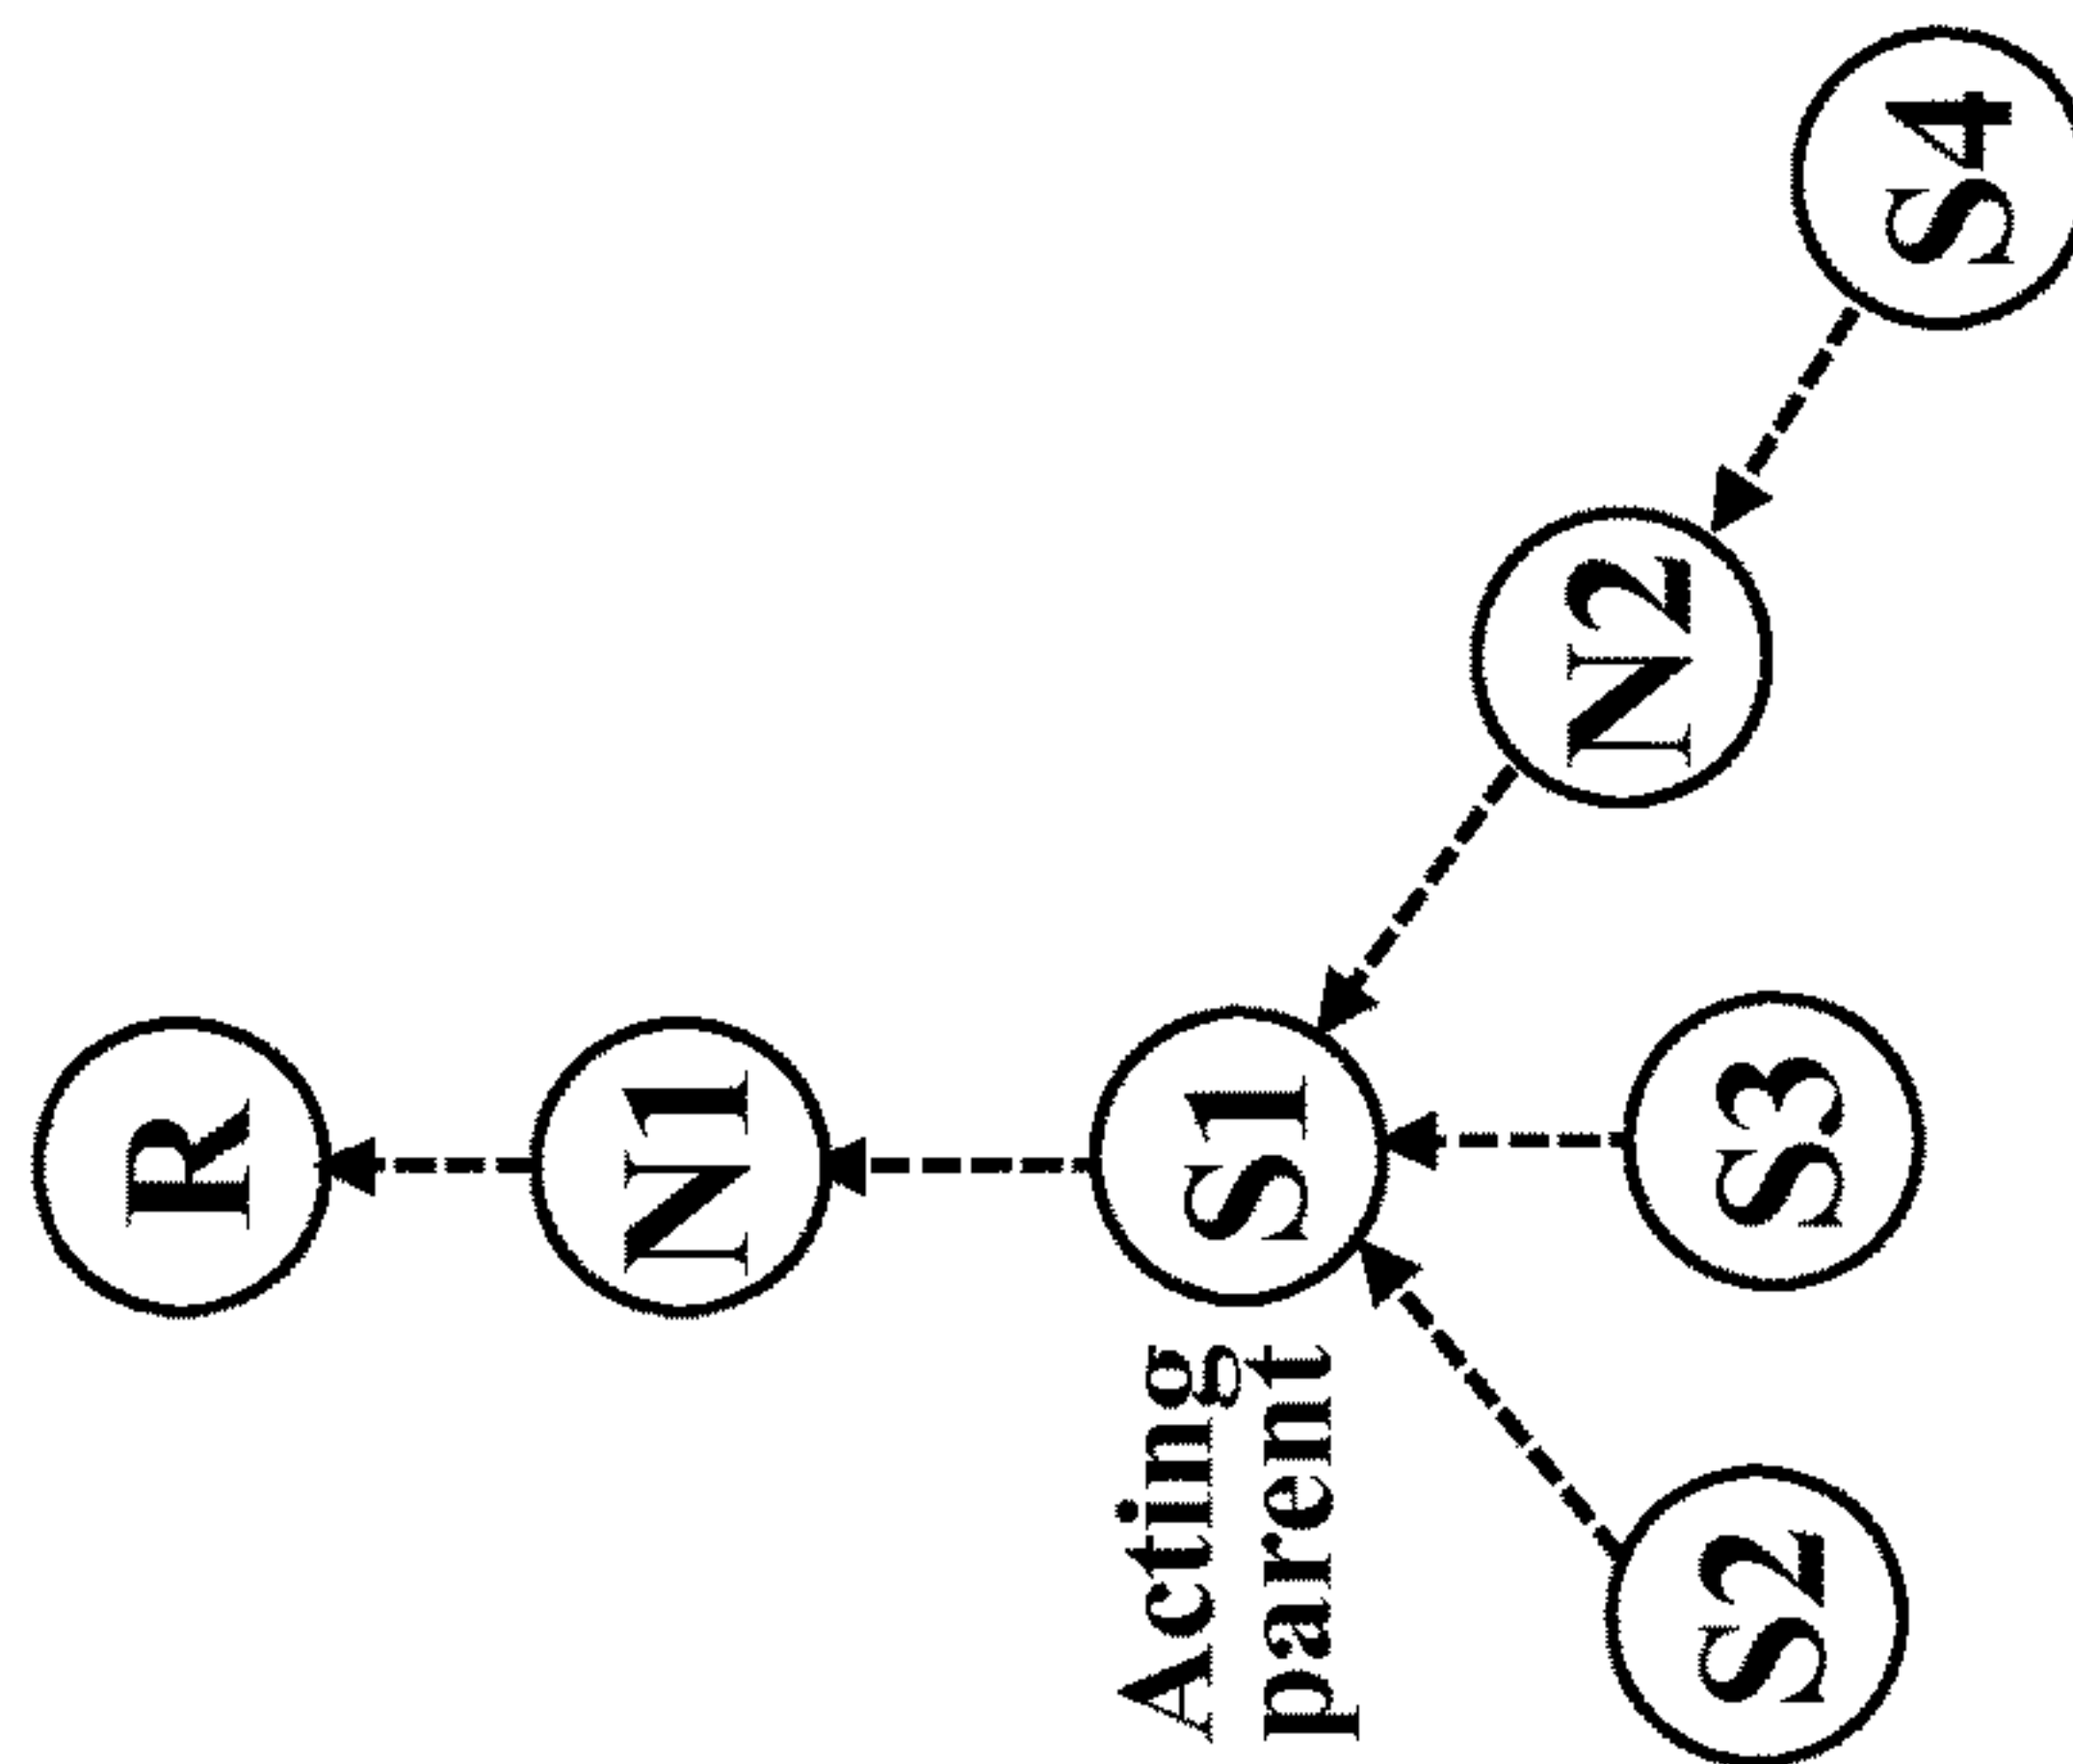 R
N1
S1
Acting
parent
N2
S4
S3
S2